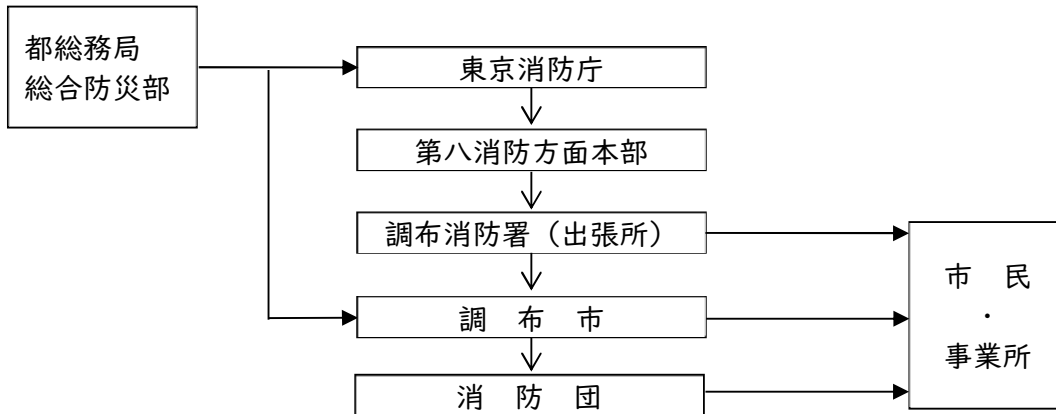 都総務局
総合防災部
東京消防庁
第八消防方面本部
調布消防署（出張所）
調　布　市
消　防　団
市　民
・
事業所